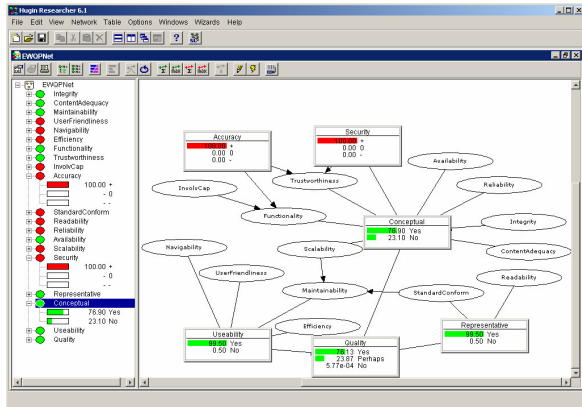 Hugin Researcher 6.1
File Edit View Network Table Options Windows Wizards Help
EWQPNet
EWQPNet
Integrity
ContentAdequacy
Maintainability
UserFriendliness
Navigability
Efficiency
Functionality
Trustworthiness
InvolvCap
Accuracy
100.00 +
- 0
- -
StandardConform
Readability
Reliability
Availability
Scalability
Security
100.00 +
- 0
- -
Representative
Conceptual
76.90 Yes
23.10 No
Useability
Quality
Accuracy
100.00 +
0.00 0
0.00 -
Security
100.00 +
0.00 0
0.00 -
Availability
Trustworthiness
InvolvCap
Reliability
Functionality
Conceptual
76.90 Yes
23.10 No
Integrity
Navigability
Scalability
ContentAdequacy
UserFriendliness
Readability
Maintainability
StandardConform
Efficiency
Useability
99.50 Yes
0.50 No
Representative
99.50 Yes
0.50 No
Quality
76.13 Yes
23.87 Perhaps
5.77e-04 No